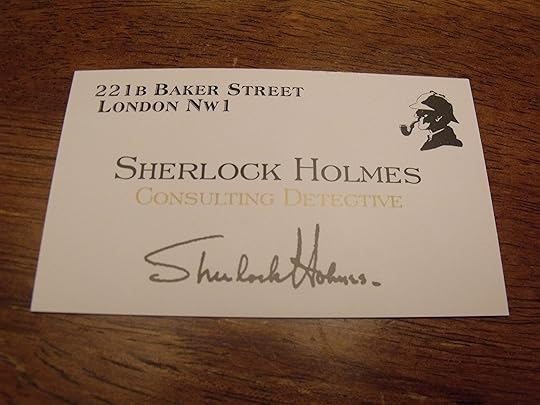 221B Baker Street
London NW1
Sherlock Holmes
Consulting Detective
Sherlock Holmes.